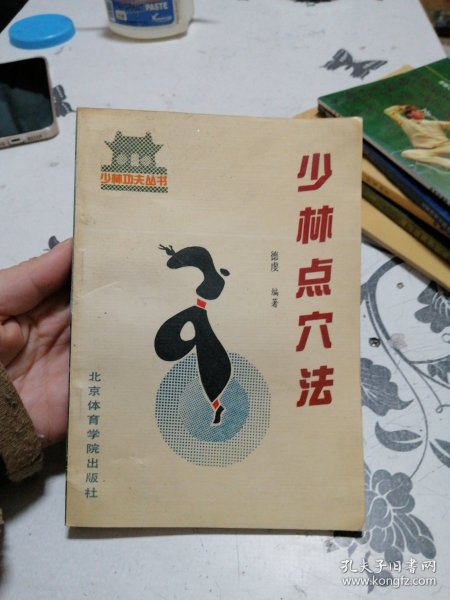 PASTE
少林功夫丛书
少林点穴法
德虔 编著
北京体育学院出版社
孔夫子旧书网
www.kongfz.com